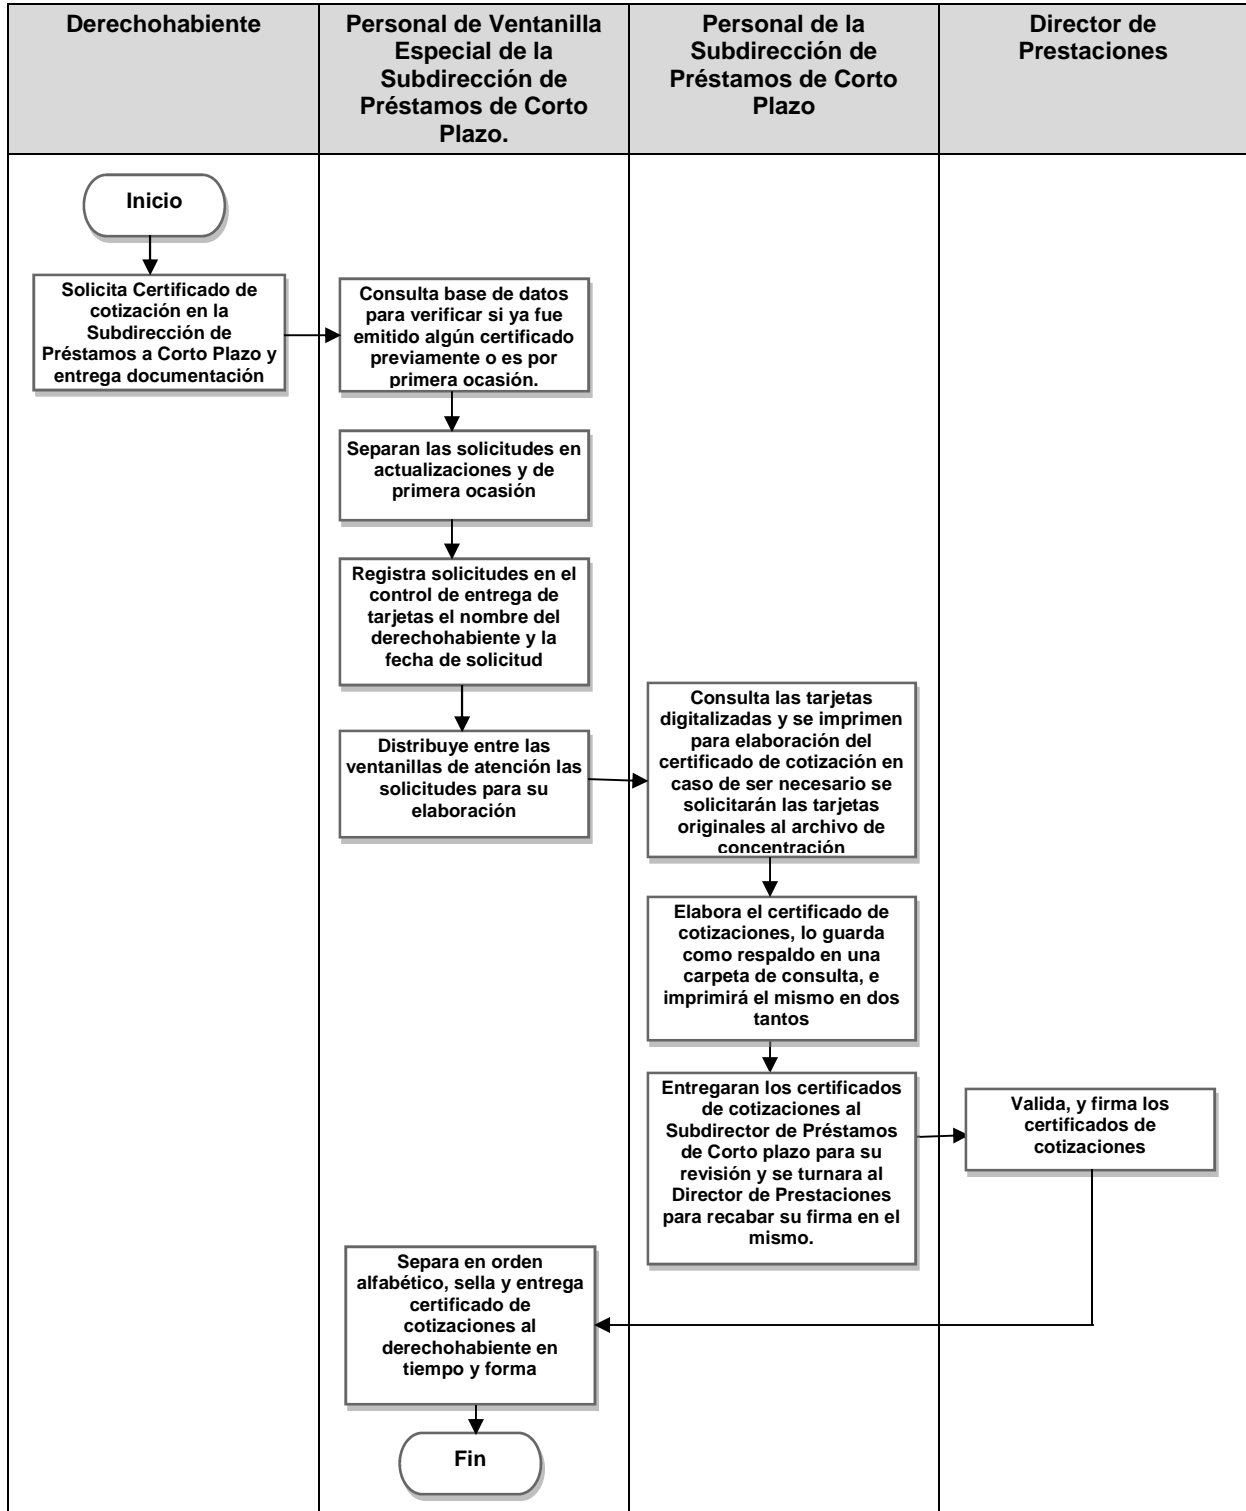 Derechohabiente
Personal de Ventanilla
Especial de la
Subdirección de
Préstamos de Corto
Plazo.
Personal de la
Subdirección de
Préstamos de Corto
Plazo
Director de
Prestaciones
Inicio
Solicita Certificado de
cotización en la
Subdirección de
Préstamos a Corto Plazo y
entrega documentación
Consulta base de datos
para verificar si ya fue
emitido algún certificado
previamente o es por
primera ocasión.
Separan las solicitudes en
actualizaciones y de
primera ocasión
Registra solicitudes en el
control de entrega de
tarjetas el nombre del
derechohabiente y la
fecha de solicitud
Distribuye entre las
ventanillas de atención las
solicitudes para su
elaboración
Consulta las tarjetas
digitalizadas y se imprimen
para elaboración del
certificado de cotización en
caso de ser necesario se
solicitarán las tarjetas
originales al archivo de
concentración
Elabora el certificado de
cotizaciones, lo guarda
como respaldo en una
carpeta de consulta, e
imprimirá el mismo en dos
tantos
Entregaran los certificados
de cotizaciones al
Subdirector de Préstamos
de Corto plazo para su
revisión y se turnara al
Director de Prestaciones
para recabar su firma en el
mismo.
Valida, y firma los
certificados de
cotizaciones
Separa en orden
alfabético, sella y entrega
certificado de
cotizaciones al
derechohabiente en
tiempo y forma
Fin